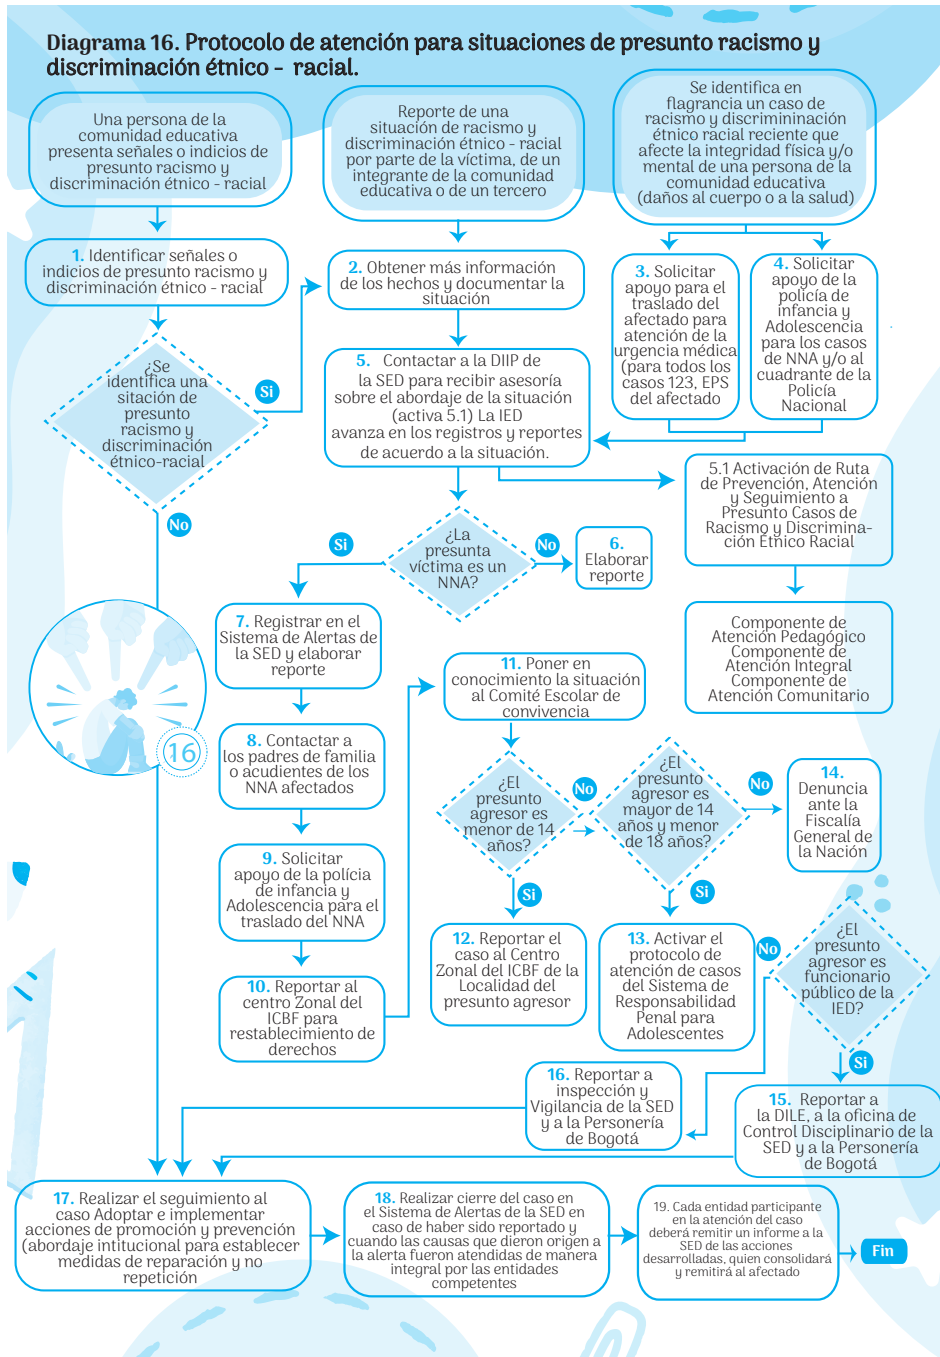 Diagrama 16. Protocolo de atención para situaciones de presunto racismo y
discriminación étnico - racial.
Una persona de la
comunidad educativa
presenta señales o indicios de
presunto racismo y
discriminación étnico - racial
Reporte de una
situación de racismo y
discriminación étnico - racial
por parte de la víctima, de un
integrante de la comunidad
educativa o de un tercero
Se identifica en
flagrancia un caso de
racismo y discrimininación
étnico racial reciente que
afecte la integridad física y/o
mental de una persona de la
comunidad educativa
(daños al cuerpo o a la salud)
1. Identificar señales o
indicios de presunto racismo y
discriminación étnico - racial
2. Obtener más información
de los hechos y documentar la
situación
3. Solicitar
apoyo para el
traslado del
afectado para
atención de la
urgencia médica
(para todos los
casos 123, EPS
del afectado
4. Solicitar
apoyo de la
policía de
infancia y
Adolescencia
para los casos
de NNA y/o al
cuadrante de la
Policía
Nacional
¿Se
identifica una
sitación de
presunto
racismo y
discriminación
étnico-racial
Si
No
5. Contactar a la DIIP de
la SED para recibir asesoría
sobre el abordaje de la situación
(activa 5.1) La IED
avanza en los registros y reportes
de acuerdo a la situación.
5.1 Activación de Ruta
de Prevención, Atención
y Seguimiento a
Presunto Casos de
Racismo y Discrimina-
ción Étnico Racial
¿La
presunta
víctima es un
NNA?
Si
No
6.
Elaborar
reporte
Componente de
Atención Pedagógico
Componente de
Atención Integral
Componente de
Atención Comunitario
7. Registrar en el
Sistema de Alertas de
la SED y elaborar
reporte
16
8. Contactar a
los padres de familia
o acudientes de los
NNA afectados
9. Solicitar
apoyo de la polícia
de infancia y
Adolescencia para el
traslado del NNA
10. Reportar al
centro Zonal del
ICBF para
restablecimiento de
derechos
11. Poner en
conocimiento la situación
al Comité Escolar de
convivencia
¿El
presunto
agresor es
menor de 14
años?
No
Si
¿El
presunto
agresor es
mayor de 14
años y menor
de 18 años?
No
Si
14.
Denuncia
ante la
Fiscalía
General de
la Nación
12. Reportar el
caso al Centro
Zonal del ICBF de la
Localidad del
presunto agresor
13. Activar el
protocolo de
atención de casos
del Sistema de
Responsabilidad
Penal para
Adolescentes
¿El
presunto
agresor es
funcionario
público de la
IED?
No
Si
16. Reportar a
inspección y
Vigilancia de la SED
y a la Personería
de Bogotá
15. Reportar a
la DILE, a la oficina de
Control Disciplinario de la
SED y a la Personería
de Bogotá
17. Realizar el seguimiento al
caso Adoptar e implementar
acciones de promoción y prevención
(abordaje intitucional para establecer
medidas de reparación y no
repetición
18. Realizar cierre del caso en
el Sistema de Alertas de la SED en
caso de haber sido reportado y
cuando las causas que dieron origen a
la alerta fueron atendidas de manera
integral por las entidades
competentes
19. Cada entidad participante
en la atención del caso
deberá remitir un informe a la
SED de las acciones
desarrolladas, quien consolidará
y remitirá al afectado
Fin